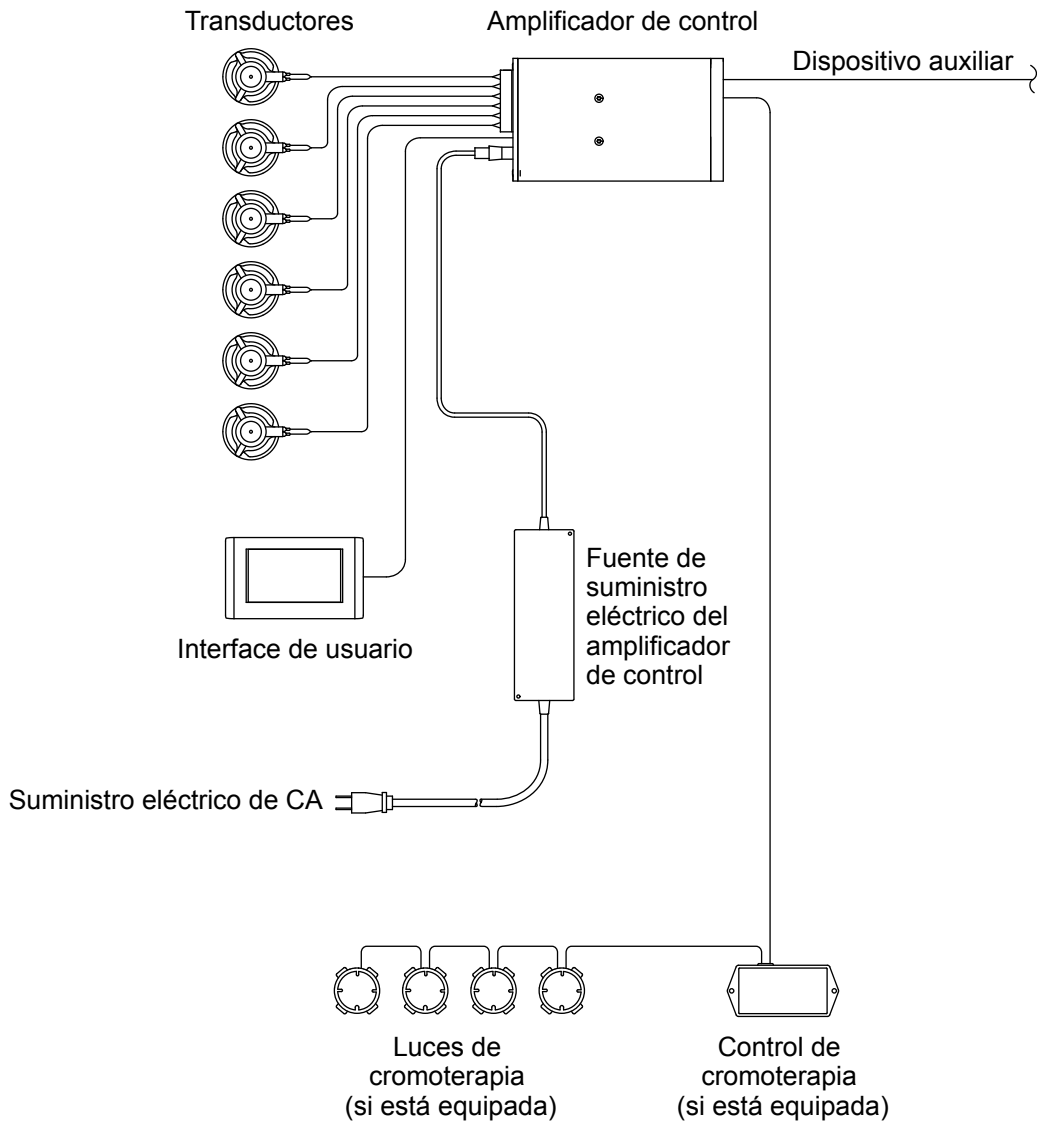 Transductores
Amplificador de control
Dispositivo auxiliar
Fuente de
suministro
eléctrico del
amplificador
de control
Interface de usuario
Suministro eléctrico de CA
Luces de
cromoterapia
(si está equipada)
Control de
cromoterapia
(si está equipada)